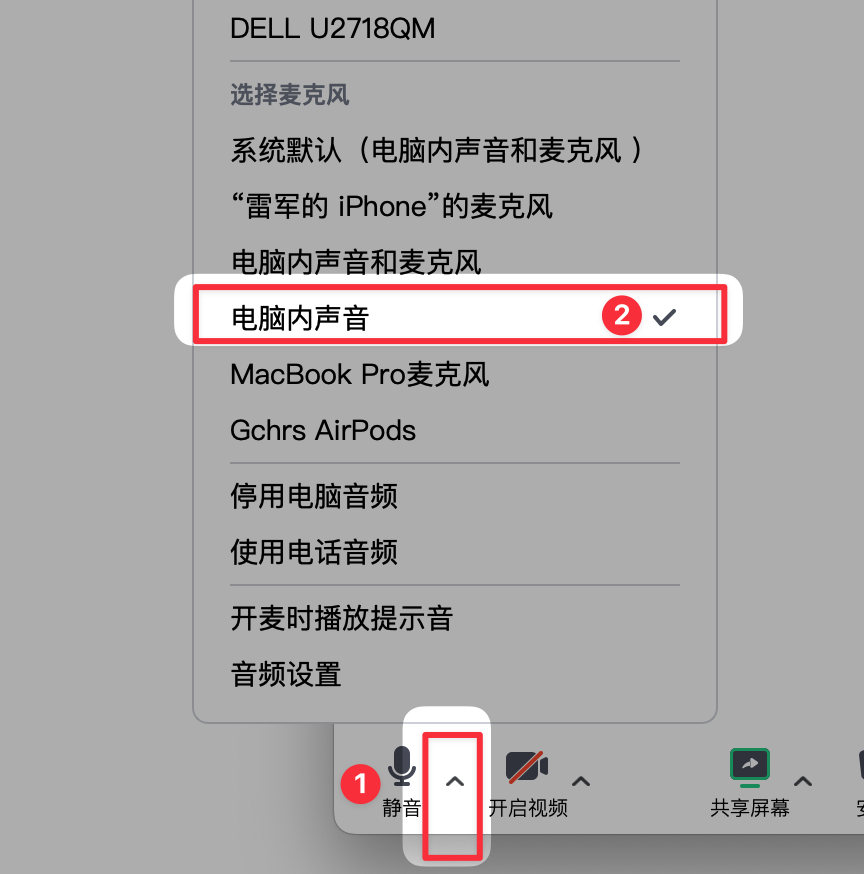 DELL U2718QM
选择麦克风
系统默认（电脑内声音和麦克风 ）
“雷军的 iPhone”的麦克风
电脑内声音和麦克风
电脑内声音 2
MacBook Pro麦克风
Gchrs AirPods
停用电脑音频
使用电话音频
开麦时播放提示音
音频设置
1
静音 开启视频 共享屏幕